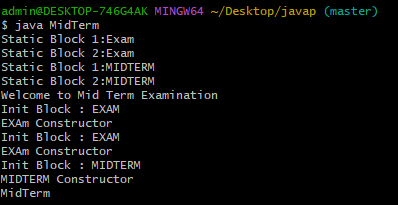 admin@DESKTOP-746G4AK MINGW64 ~/Desktop/javap (master)
$ java MidTerm
Static Block 1:Exam
Static Block 2:Exam
Static Block 1:MIDTERM
Static Block 2:MIDTERM
Welcome to Mid Term Examination
Init Block : EXAM
EXAm Constructor
Init Block : EXAM
EXAm Constructor
Init Block : MIDTERM
MIDTERM Constructor
MidTerm